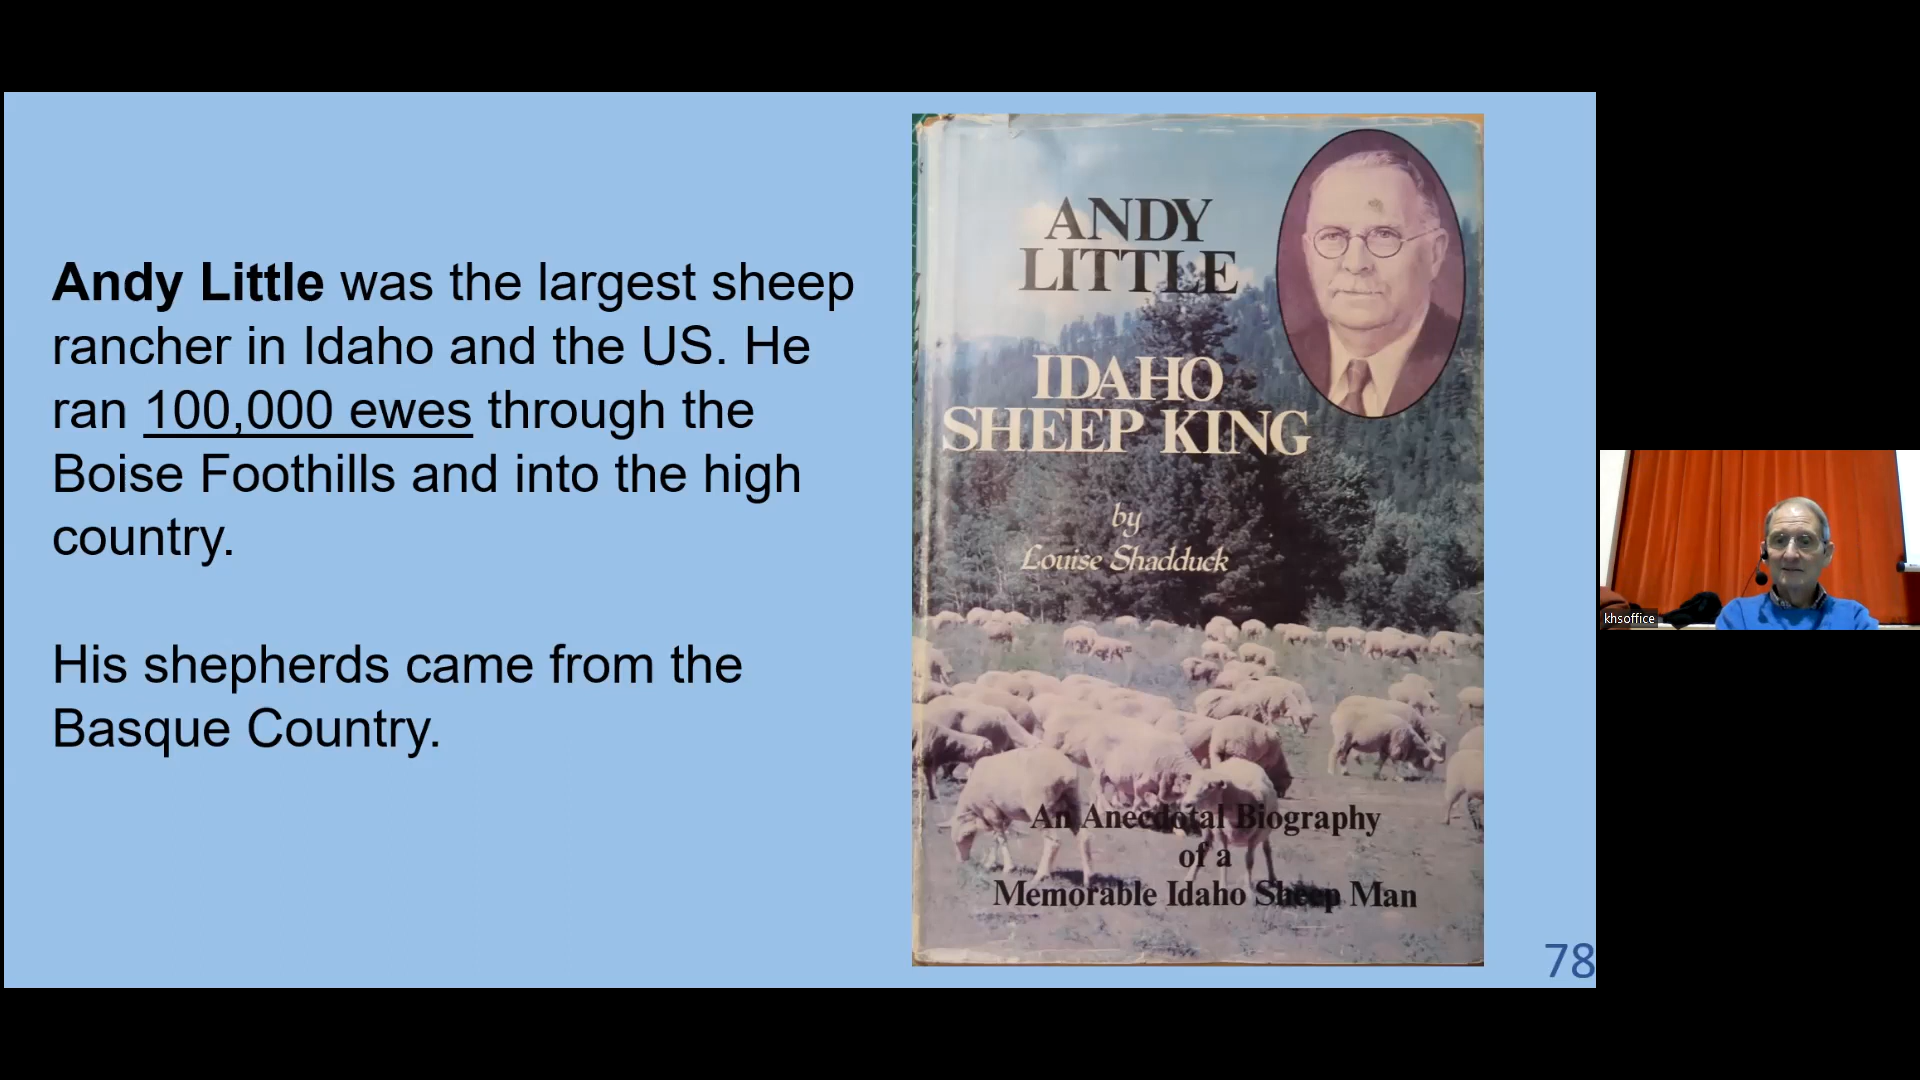 Andy Little was the largest sheep
rancher in Idaho and the US. He
ran 100,000 ewes through the
Boise Foothills and into the high
country.
His shepherds came from the
Basque Country.
ANDY
LITTLE
IDAHO
SHEEP KING
by
Louise Shadduck
An Anecdotal Biography
of a
Memorable Idaho Sheep Man
78
khsoffice